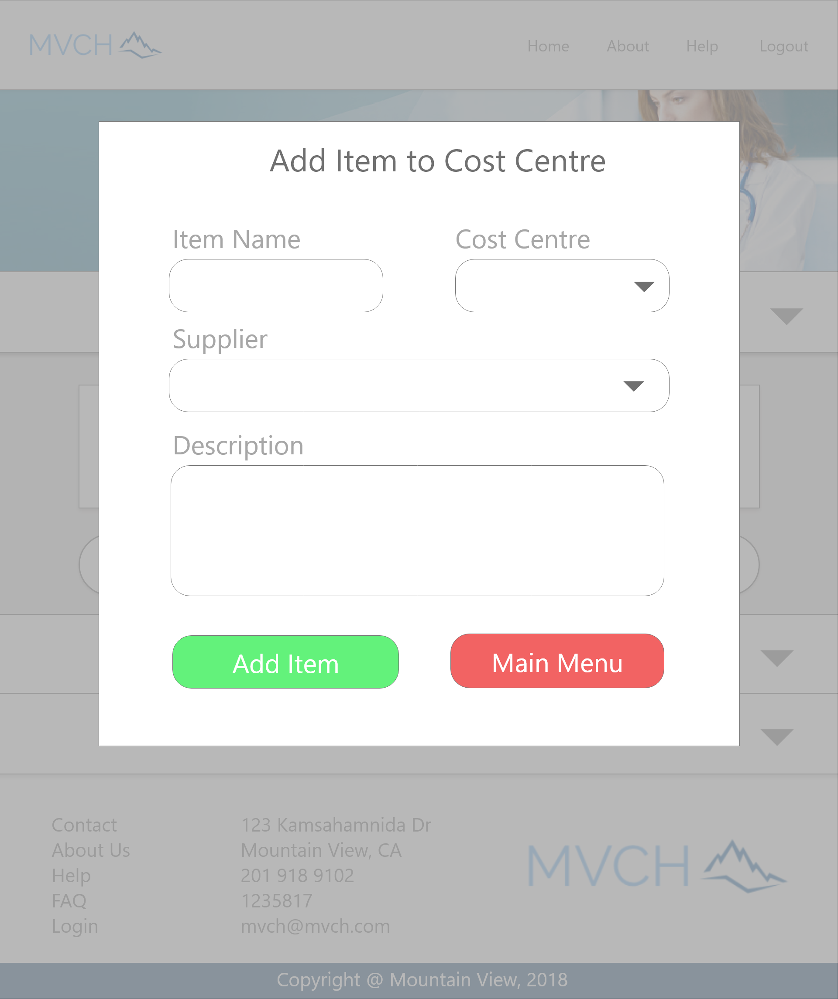 MVCH
Home About Help Logout
Add Item to Cost Centre
Item Name Cost Centre
Supplier
Description
Add Item Main Menu
Contact 123 Kamsahamnida Dr
About Us Mountain View, CA
Help 201 918 9102
FAQ 1235817
Login mvch@mvch.com
MVCH
Copyright @ Mountain View, 2018